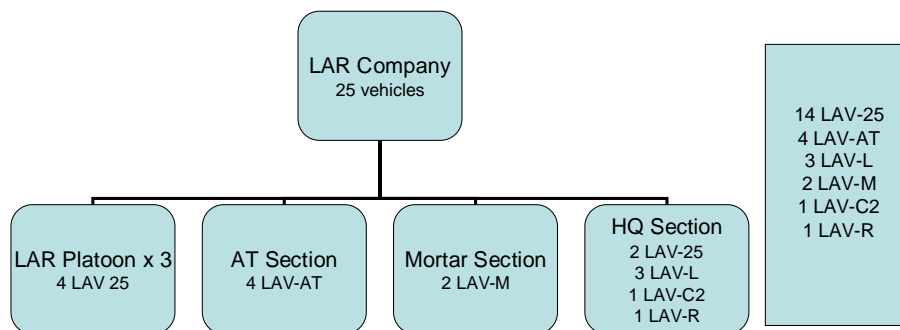 LAR Company
25 vehicles
14 LAV-25
4 LAV-AT
3 LAV-L
2 LAV-M
1 LAV-C2
1 LAV-R
LAR Platoon x 3
4 LAV 25
AT Section
4 LAV-AT
Mortar Section
2 LAV-M
HQ Section
2 LAV-25
3 LAV-L
1 LAV-C2
1 LAV-R